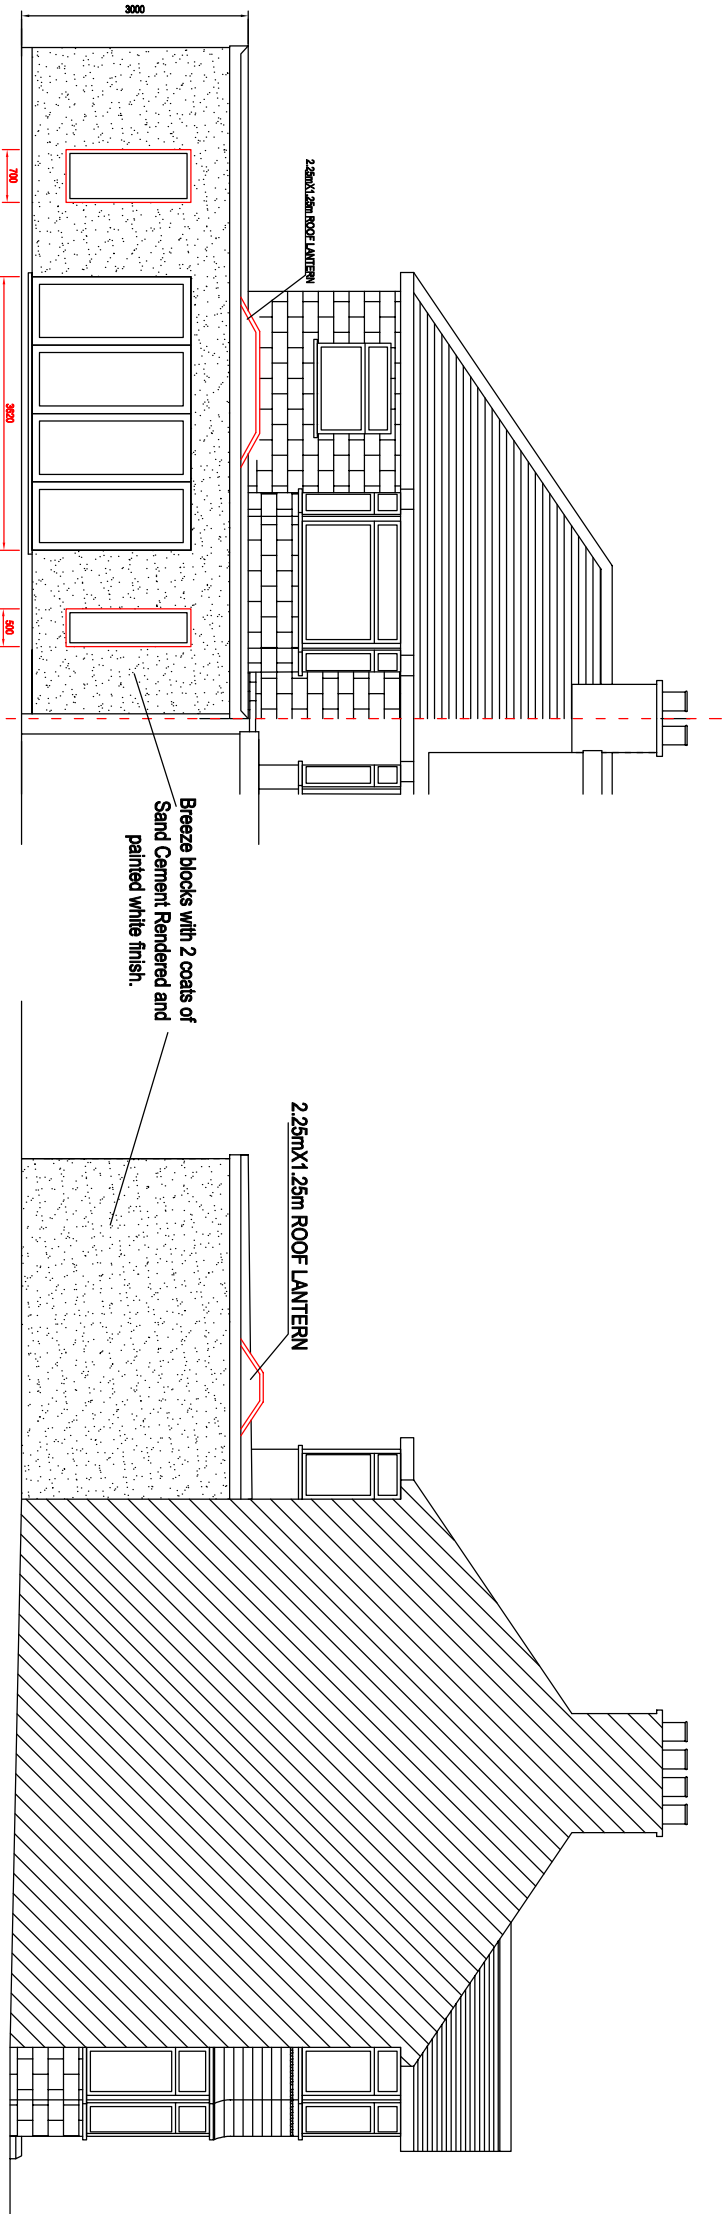 3000
2.25mX1.25m ROOF LANTERN
700
3620
500
Breeze blocks with 2 coats of
Sand Cement Rendered and
painted white finish.
2.25mX1.25m ROOF LANTERN